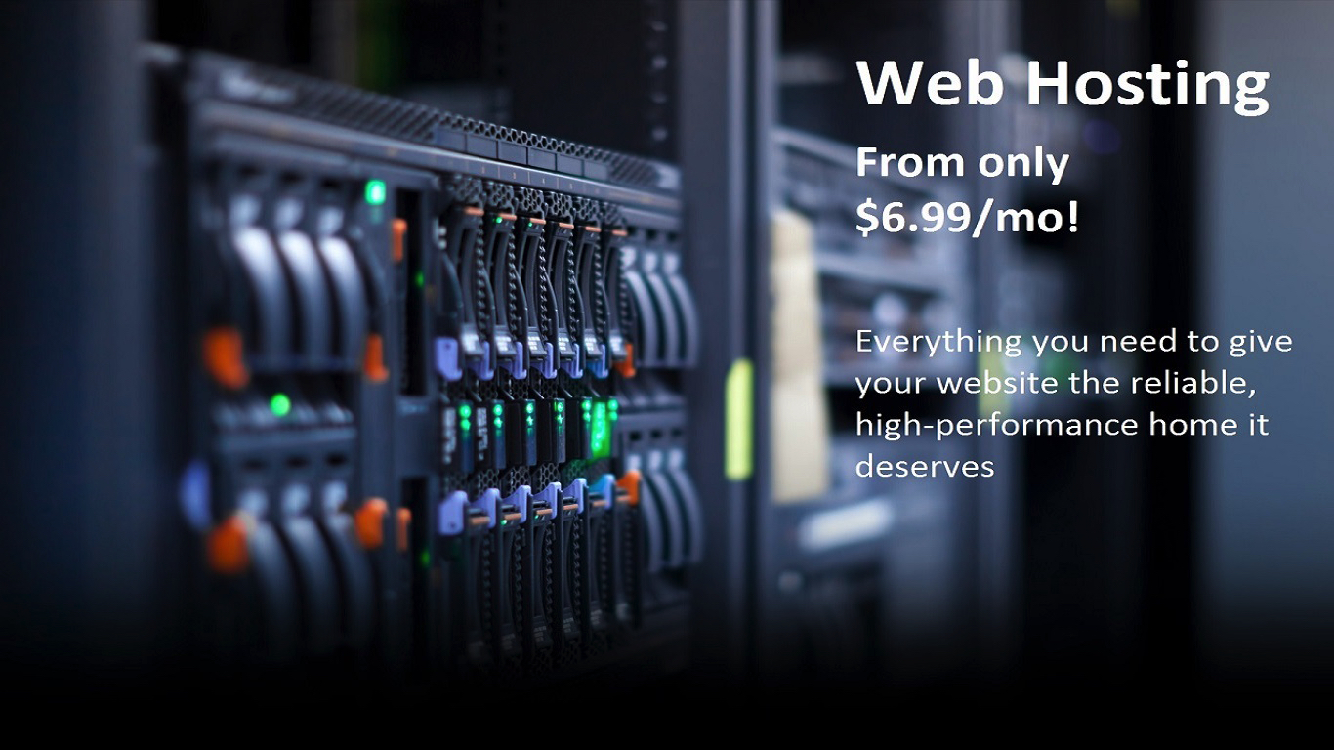 Web Hosting
From only
$6.99/mo!
Everything you need to give
your website the reliable,
high-performance home it
deserves